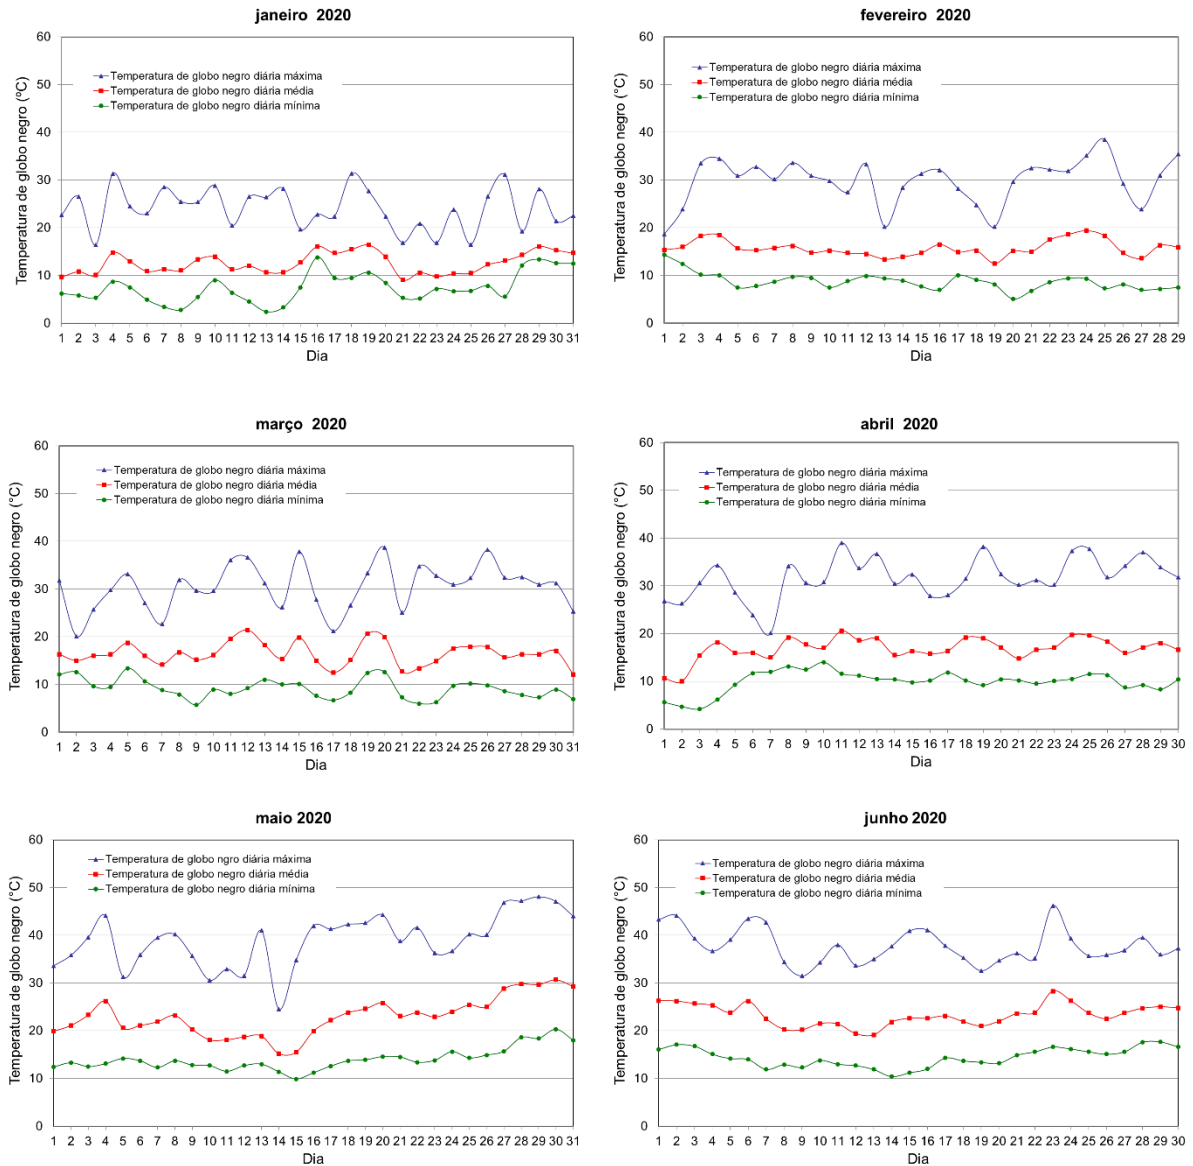 janeiro  2020
Temperatura de globo negro (ºC)
60
50
40
30
20
10
0
Temperatura de globo negro diária máxima
Temperatura de globo negro diária média
Temperatura de globo negro diária mínima
1 2 3 4 5 6 7 8 9 10 11 12 13 14 15 16 17 18 19 20 21 22 23 24 25 26 27 28 29 30 31
Dia
fevereiro  2020
Temperatura de globo negro (°C)
60
50
40
30
20
10
0
Temperatura de globo negro diária máxima
Temperatura de globo negro diária média
Temperatura de globo negro diária mínima
1 2 3 4 5 6 7 8 9 10 11 12 13 14 15 16 17 18 19 20 21 22 23 24 25 26 27 28 29
Dia
março  2020
Temperatura de globo negro (°C)
60
50
40
30
20
10
0
Temperatura de globo negro diária máxima
Temperatura de globo negro diária média
Temperatura de globo negro diária mínima
1 2 3 4 5 6 7 8 9 10 11 12 13 14 15 16 17 18 19 20 21 22 23 24 25 26 27 28 29 30 31
Dia
abril  2020
Temperatura de globo negro (°C)
60
50
40
30
20
10
0
Temperatura de globo negro diária máxima
Temperatura de globo negro diária média
Temperatura de globo negro diária mínima
1 2 3 4 5 6 7 8 9 10 11 12 13 14 15 16 17 18 19 20 21 22 23 24 25 26 27 28 29 30
Dia
maio 2020
Temperatura de globo negro (°C)
60
50
40
30
20
10
0
Temperatura de globo ngro diária máxima
Temperatura de globo negro diária média
Temperatura de globo negro diária mínima
1 2 3 4 5 6 7 8 9 10 11 12 13 14 15 16 17 18 19 20 21 22 23 24 25 26 27 28 29 30 31
Dia
junho 2020
Temperatura de globo negro (°C)
60
50
40
30
20
10
0
Temperatura de globo negro diária máxima
Temperatura de globo negro diária média
Temperatura de globo negro diária mínima
1 2 3 4 5 6 7 8 9 10 11 12 13 14 15 16 17 18 19 20 21 22 23 24 25 26 27 28 29 30
Dia